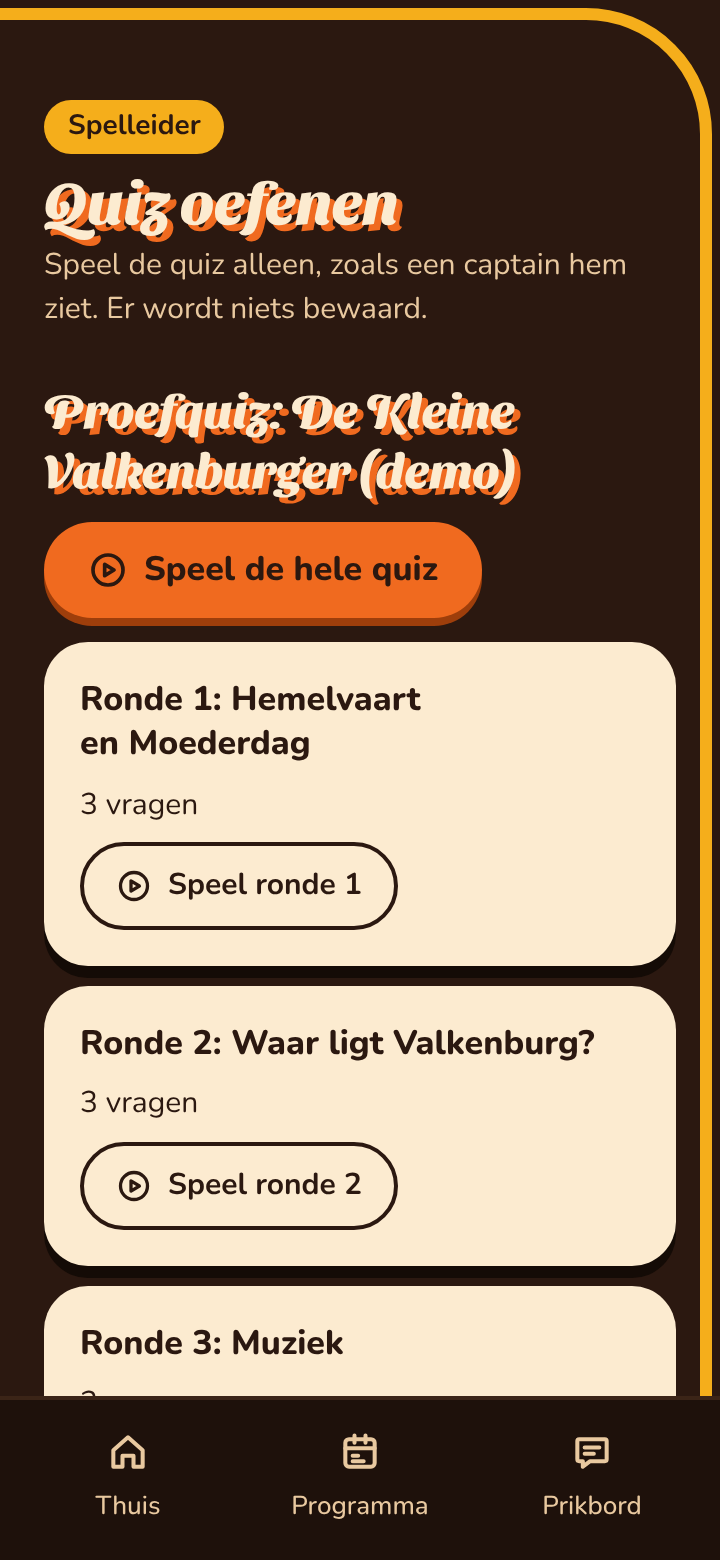 Spelleider
Quiz oefenen
Speel de quiz alleen, zoals een captain hem
ziet. Er wordt niets bewaard.
Proefquiz: De Kleine
Valkenburger (demo)
Speel de hele quiz
Ronde 1: Hemelvaart
en Moederdag
3 vragen
Speel ronde 1
Ronde 2: Waar ligt Valkenburg?
3 vragen
Speel ronde 2
Ronde 3: Muziek
Thuis
Programma
Prikbord